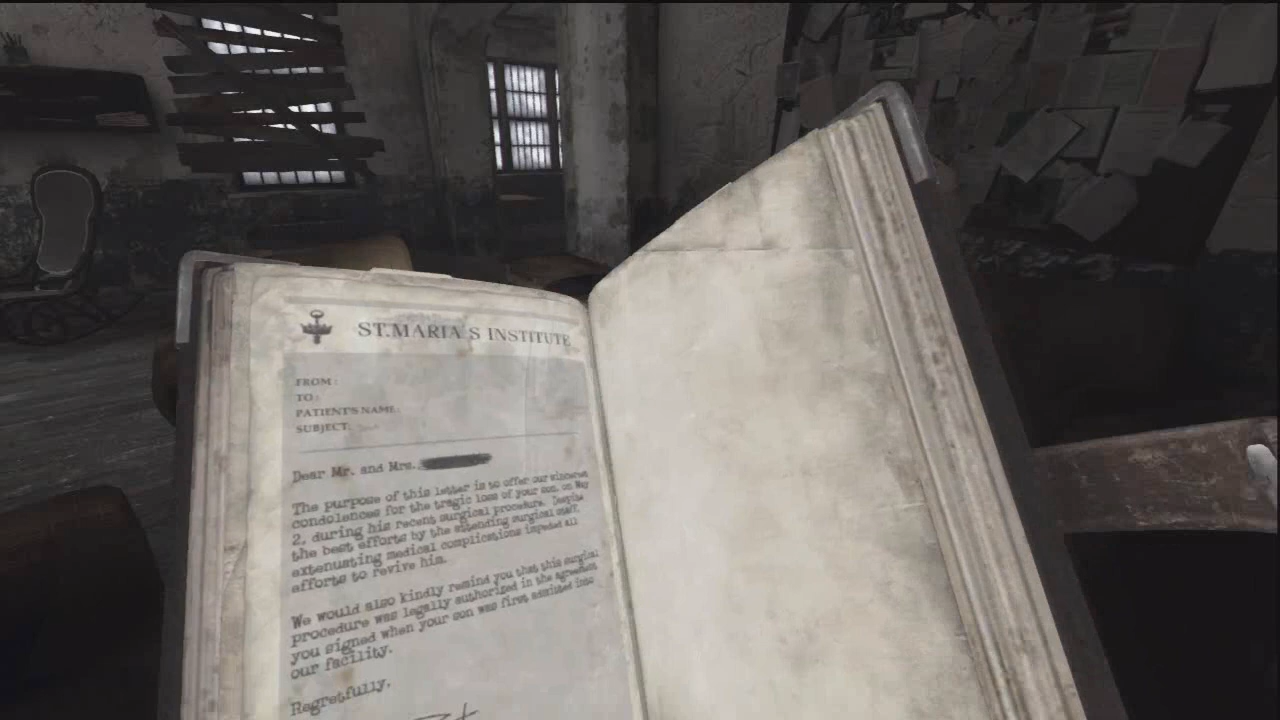 ST.MARIA'S INSTITUTE
FROM:
TO:
PATIENT'S NAME:
SUBJECT:
Dear Mr. and Mrs.
The purpose of this letter is to offer our sincerest
condolences for the tragic loss of your son, on May
2, during his recent surgical procedure. Despite
the best efforts by the attending surgical staff,
extenuating medical complications impeded all
efforts to revive him.
We would also kindly remind you that this surgical
procedure was legally authorized in the agreement
you signed when your son was first admitted into
our facility.
Regretfully,